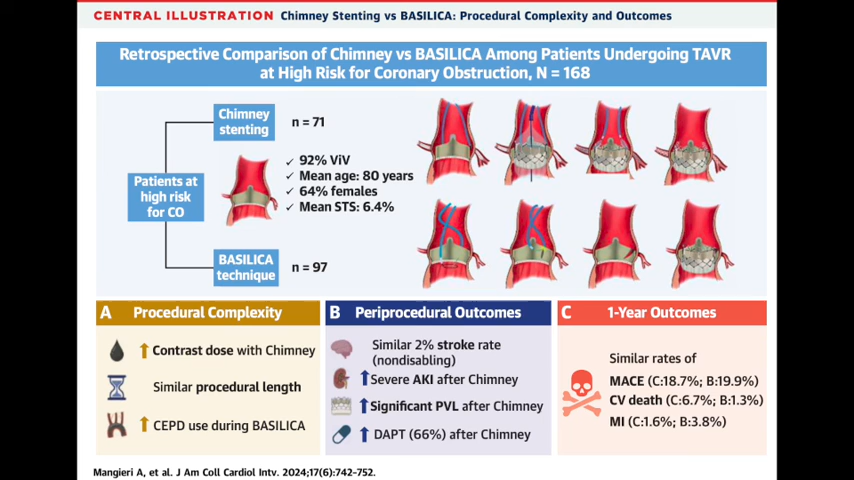 CENTRAL ILLUSTRATION Chimney Stenting vs BASILICA: Procedural Complexity and Outcomes
Retrospective Comparison of Chimney vs BASILICA Among Patients Undergoing TAVR
at High Risk for Coronary Obstruction, N = 168
Chimney
stenting
n = 71
✓ 92% ViV
✓ Mean age: 80 years
✓ 64% females
✓ Mean STS: 6.4%
Patients at
high risk
for CO
BASILICA
technique
n = 97
A Procedural Complexity
↑ Contrast dose with Chimney
Similar procedural length
↑ CEPD use during BASILICA
B Periprocedural Outcomes
Similar 2% stroke rate
(nondisabling)
↑ Severe AKI after Chimney
↑ Significant PVL after Chimney
↑ DAPT (66%) after Chimney
C 1-Year Outcomes
Similar rates of
MACE (C:18.7%; B:19.9%)
CV death (C:6.7%; B:1.3%)
MI (C:1.6%; B:3.8%)
Mangieri A, et al. J Am Coll Cardiol Intv. 2024;17(6):742–752.